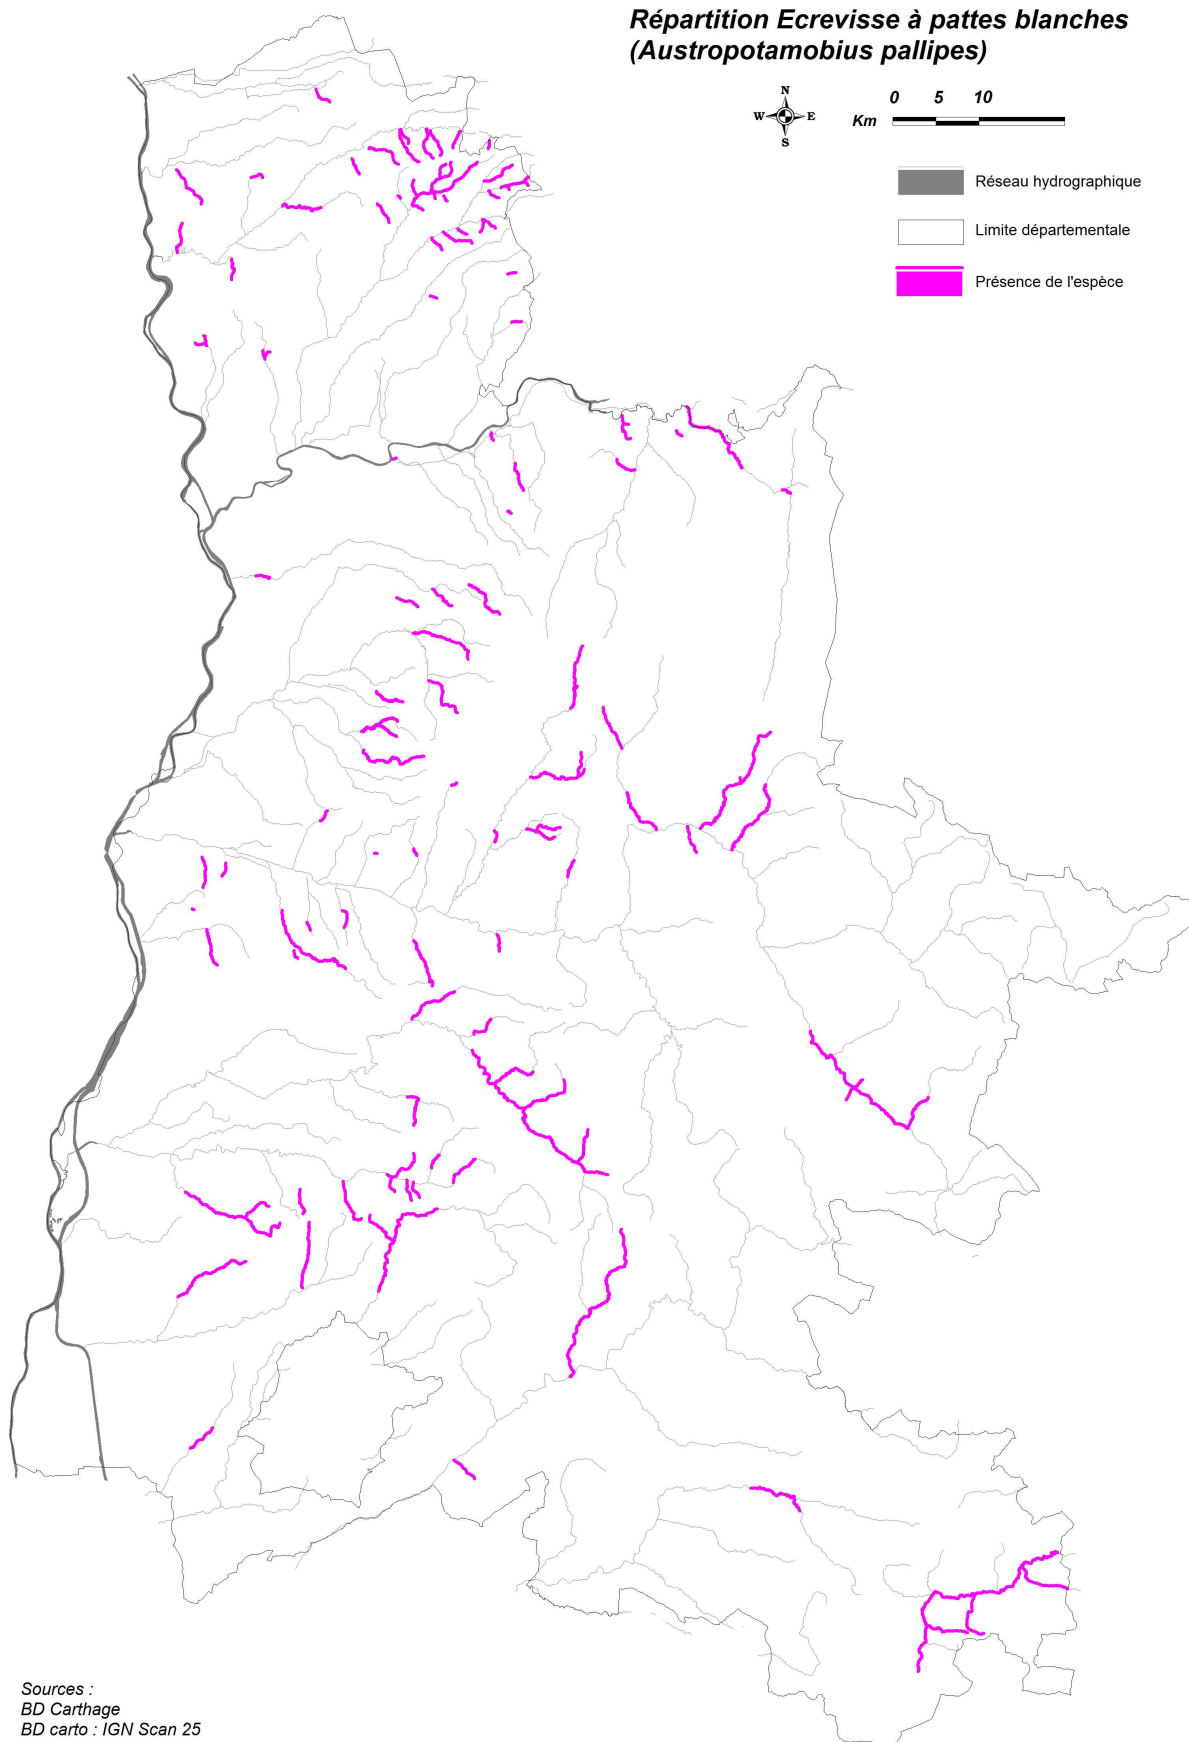 Répartition Ecrevisse à pattes blanches
(Austropotamobius pallipes)
N
W E
S
0 5 10
Km
Réseau hydrographique
Limite départementale
Présence de l'espèce
Sources :
BD Carthage
BD carto : IGN Scan 25